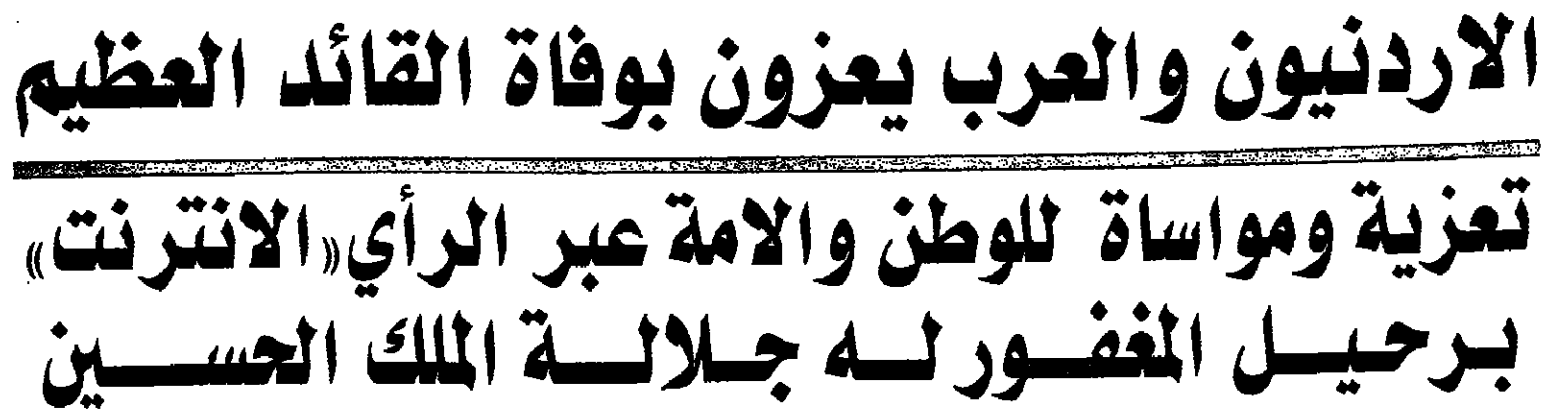 الاردنيون والعرب يعزون بوفاة القائد العظيم
تعزية ومواساة للوطن والامة عبر الرأي «الانترنت»
برحيل المغفور له جلالة الملك الحسين